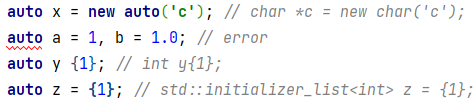 auto x = new auto('c'); // char *c = new char('c');
auto a = 1, b = 1.0; // error
auto y {1}; // int y{1};
auto z = {1}; // std::initializer_list<int> z = {1};